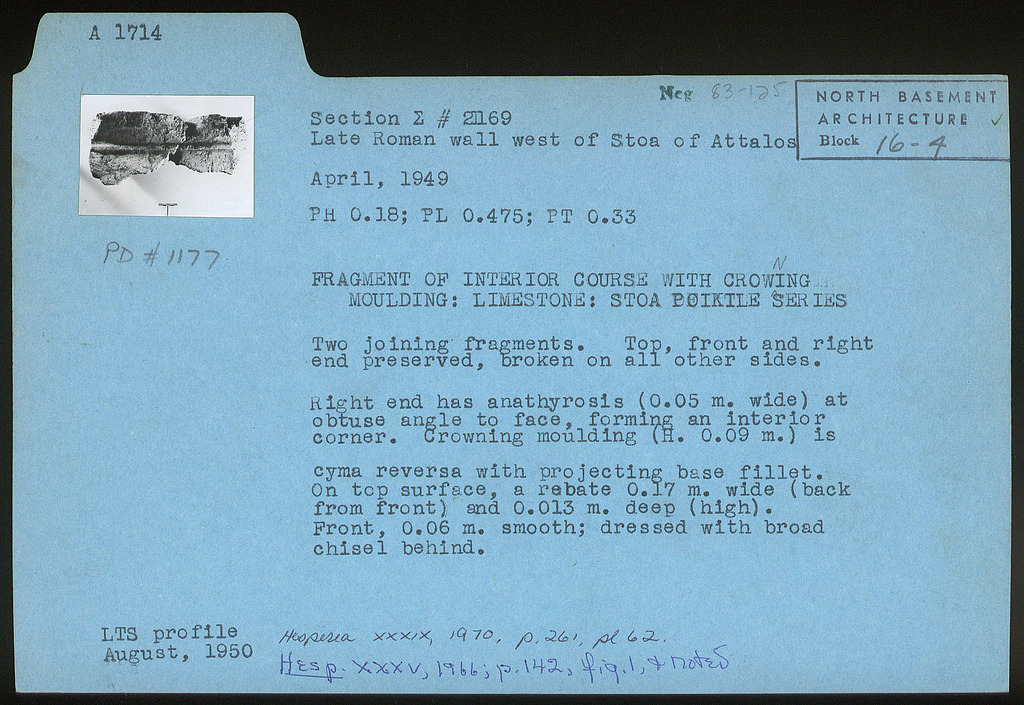 A 1714
Neg 83-125
NORTH BASEMENT
ARCHITECTURE ✓
Block 16-4
Section Σ # 21169
Late Roman wall west of Stoa of Attalos
April, 1949
PH 0.18; PL 0.475; PT 0.33
PD # 1177
FRAGMENT OF INTERIOR COURSE WITH CROWNING
MOULDING: LIMESTONE: STOA POIKILE SERIES
Two joining fragments. Top, front and right
end preserved, broken on all other sides.
Right end has anathyrosis (0.05 m. wide) at
obtuse angle to face, forming an interior
corner. Crowning moulding (H. 0.09 m.) is
cyma reversa with projecting base fillet.
On top surface, a rebate 0.17 m. wide (back
from front) and 0.013 m. deep (high).
Front, 0.06 m. smooth; dressed with broad
chisel behind.
LTS profile
August, 1950
Hesperia XXXIX, 1970, p. 261, pl 62.
Hesp. XXXV, 1966; p. 142, fig. 1, & notes